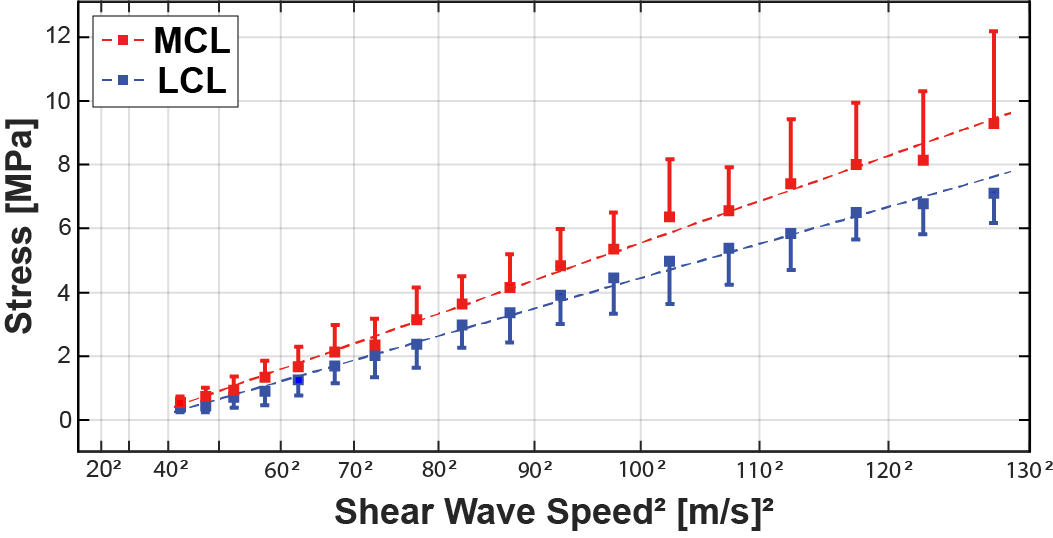 MCL
LCL
12
10
8
6
4
2
0
Stress [MPa]
20² 40² 60² 70² 80² 90² 100² 110² 120² 130²
Shear Wave Speed² [m/s]²